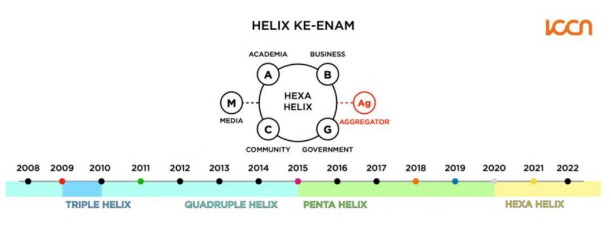 HELIX KE-ENAM
ICCN
ACADEMIA BUSINESS
A B
HEXA
HELIX
M Ag
MEDIA AGGREGATOR
C G
COMMUNITY GOVERNMENT
2008 2009 2010 2011 2012 2013 2014 2015 2016 2017 2018 2019 2020 2021 2022
TRIPLE HELIX QUADRUPLE HELIX PENTA HELIX HEXA HELIX